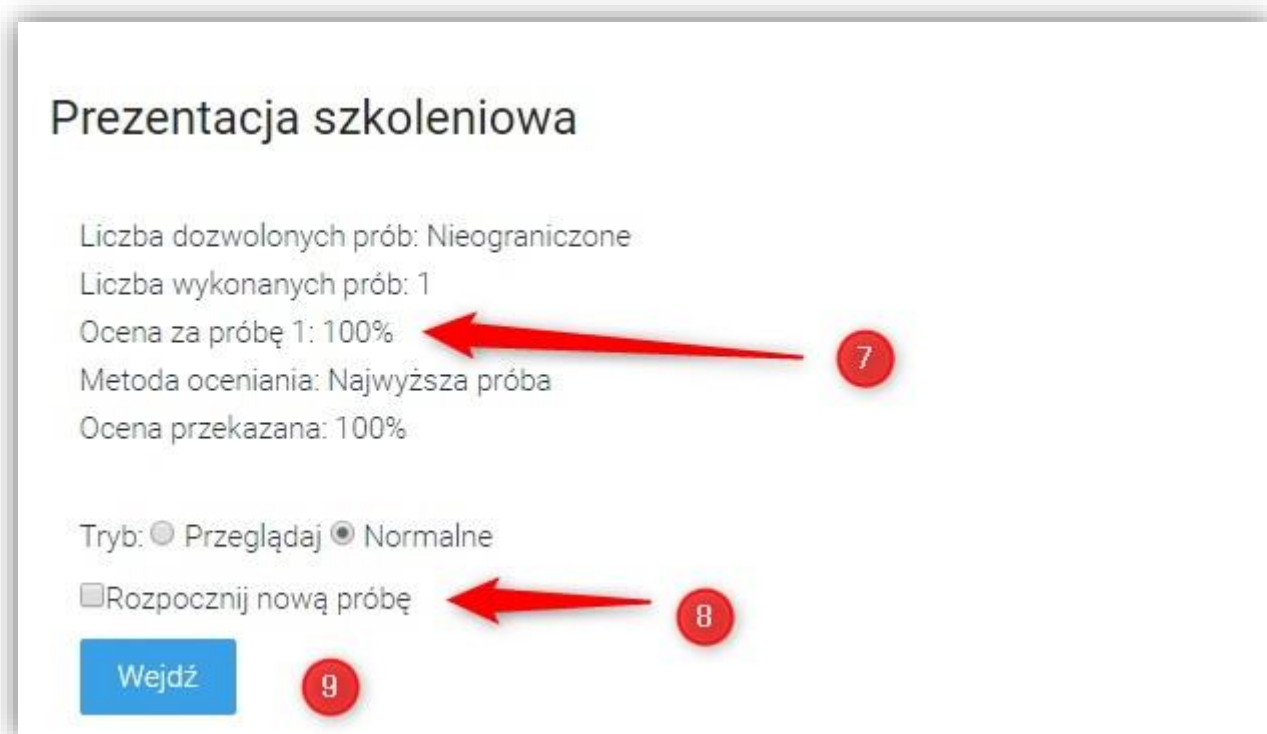 Prezentacja szkoleniowa
Liczba dozwolonych prób: Nieograniczone
Liczba wykonanych prób: 1
Ocena za próbę 1: 100%
7
Metoda oceniania: Najwyższa próba
Ocena przekazana: 100%
Tryb: Przeglądaj Normalne
Rozpocznij nową próbę
8
Wejdź
9